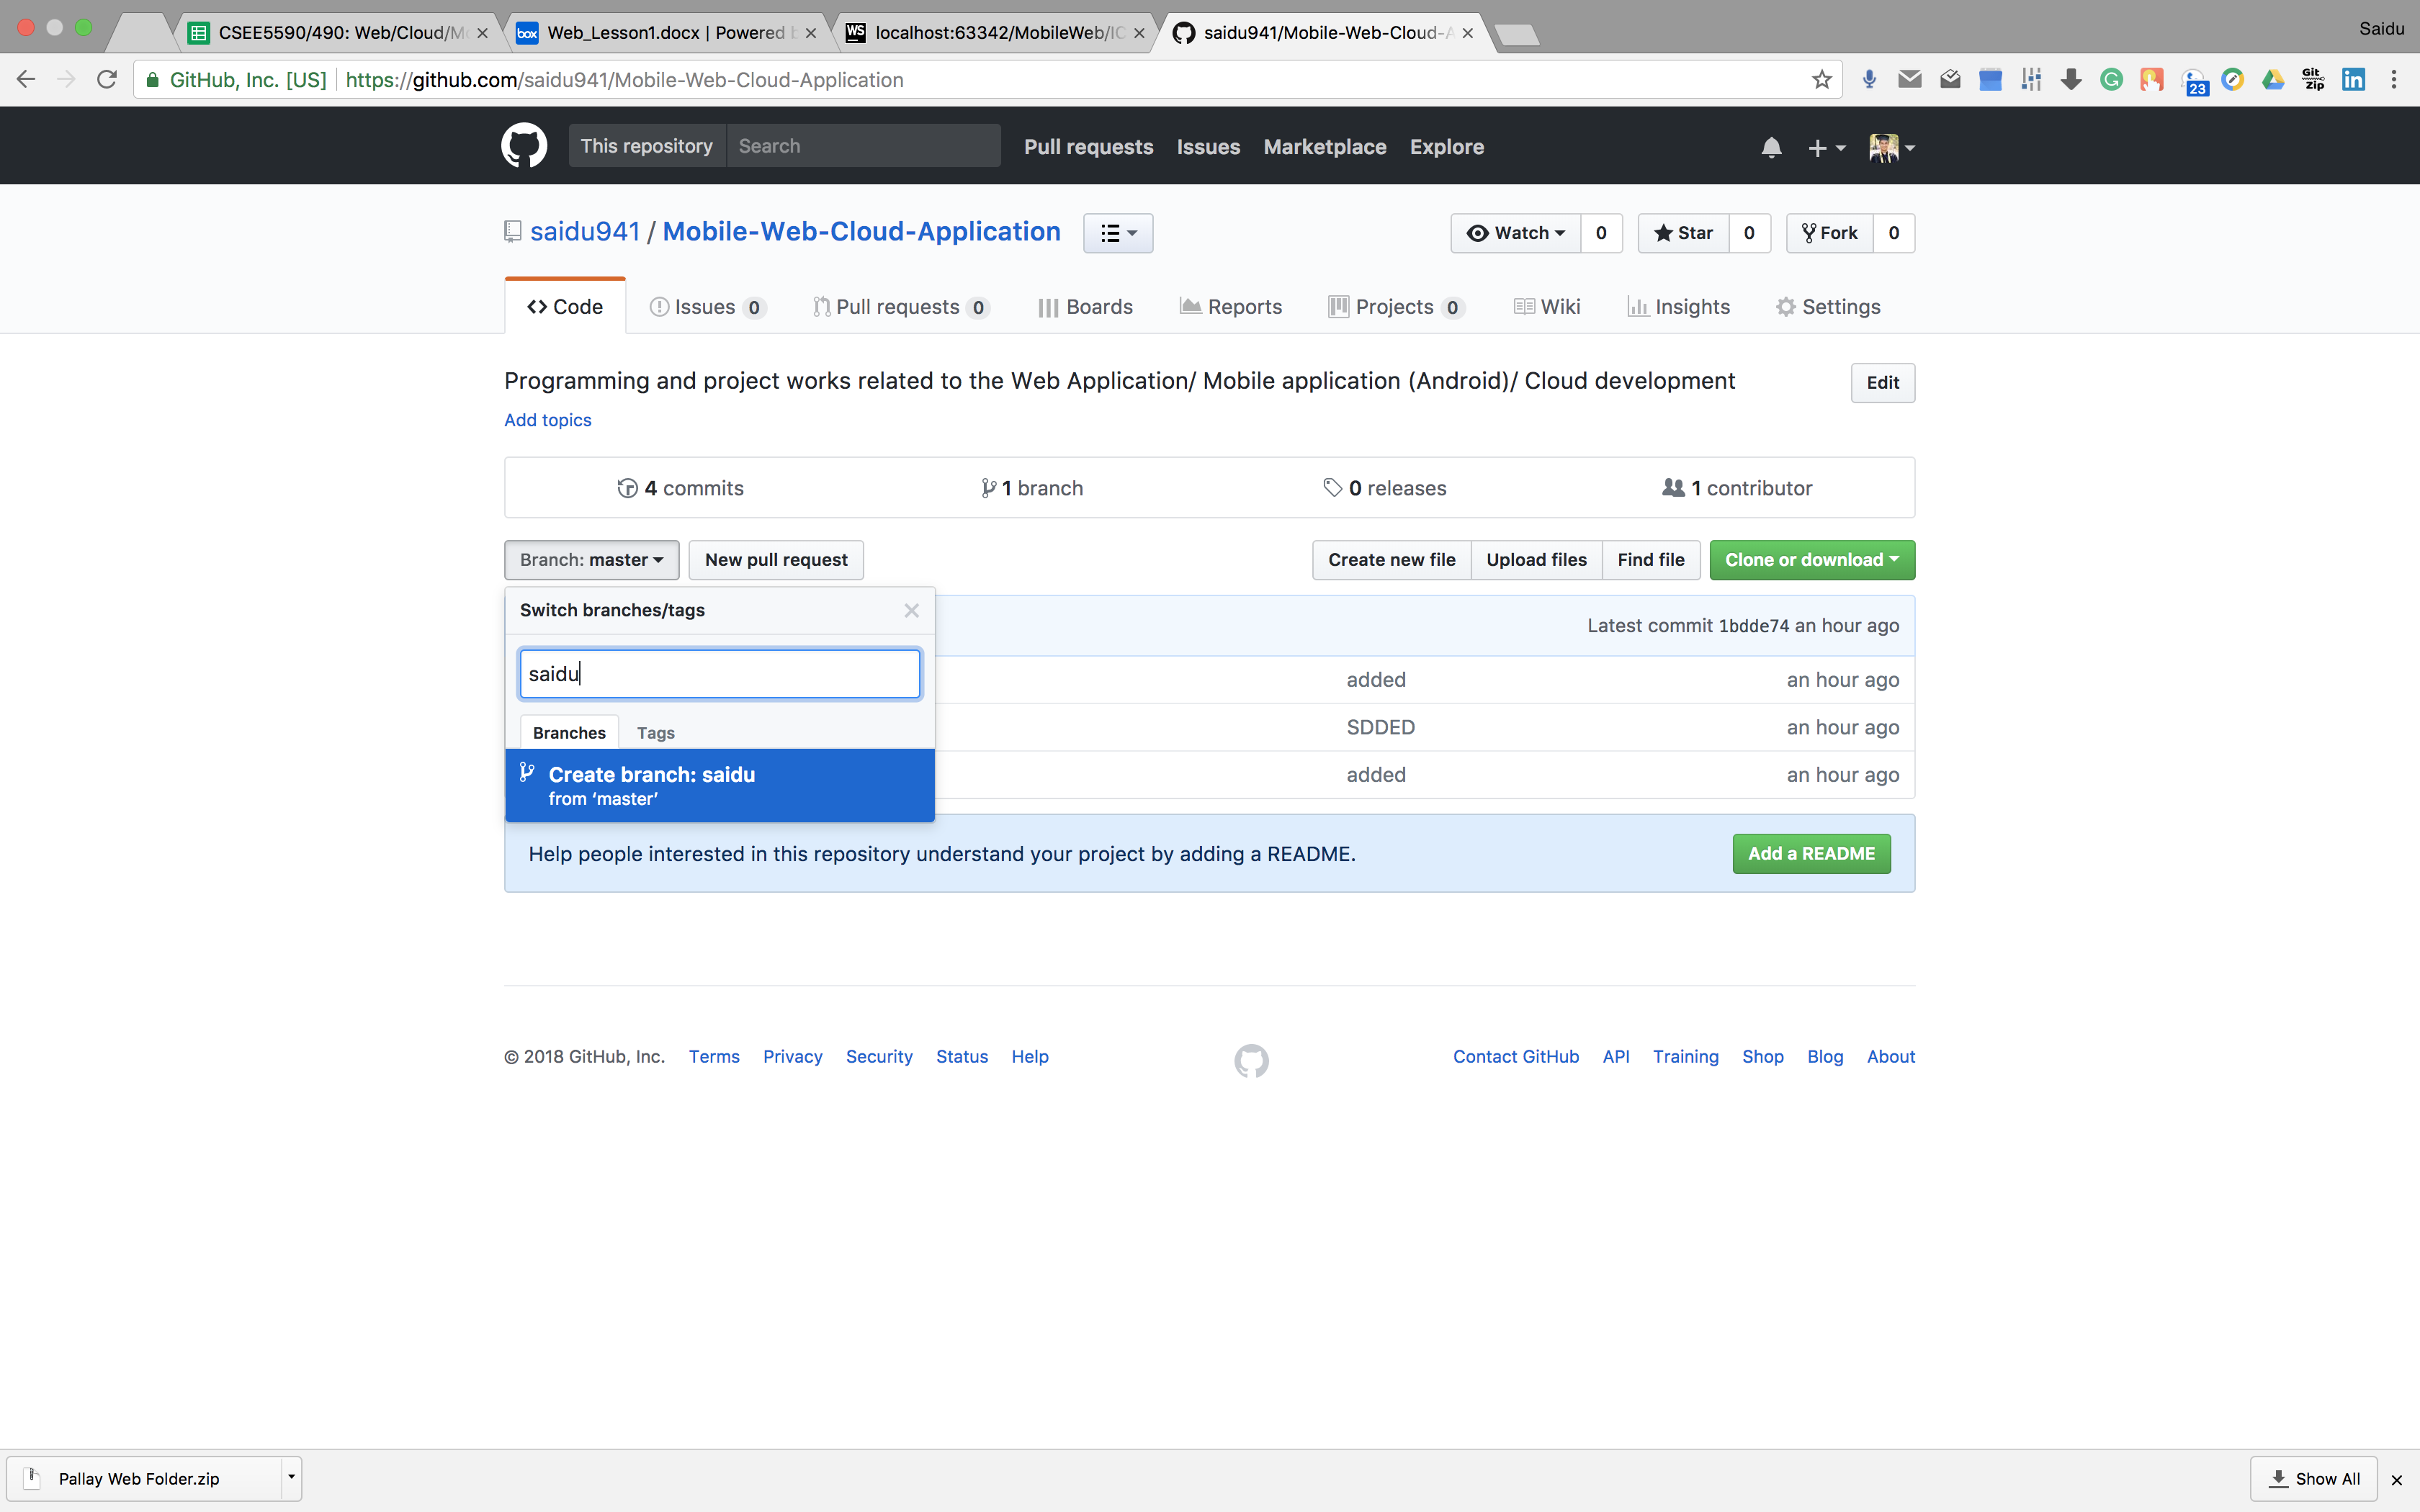 CSEE5590/490: Web/Cloud/Mo
Web_Lesson1.docx | Powered b
WS localhost:63342/MobileWeb/IC
saidu941/Mobile-Web-Cloud-A
Saidu
GitHub, Inc. [US] https://github.com/saidu941/Mobile-Web-Cloud-Application
23 Git zip in
This repository Search Pull requests Issues Marketplace Explore
saidu941 / Mobile-Web-Cloud-Application Watch 0 Star 0 Fork 0
Code Issues 0 Pull requests 0 Boards Reports Projects 0 Wiki Insights Settings
Programming and project works related to the Web Application/ Mobile application (Android)/ Cloud development Edit
Add topics
4 commits 1 branch 0 releases 1 contributor
Branch: master New pull request Create new file Upload files Find file Clone or download
Switch branches/tags
Latest commit 1bdde74 an hour ago
saidu
added an hour ago
Branches Tags
SDDED an hour ago
Create branch: saidu
from ‘master’
added an hour ago
Help people interested in this repository understand your project by adding a README. Add a README
© 2018 GitHub, Inc. Terms Privacy Security Status Help Contact GitHub API Training Shop Blog About
Pallay Web Folder.zip Show All